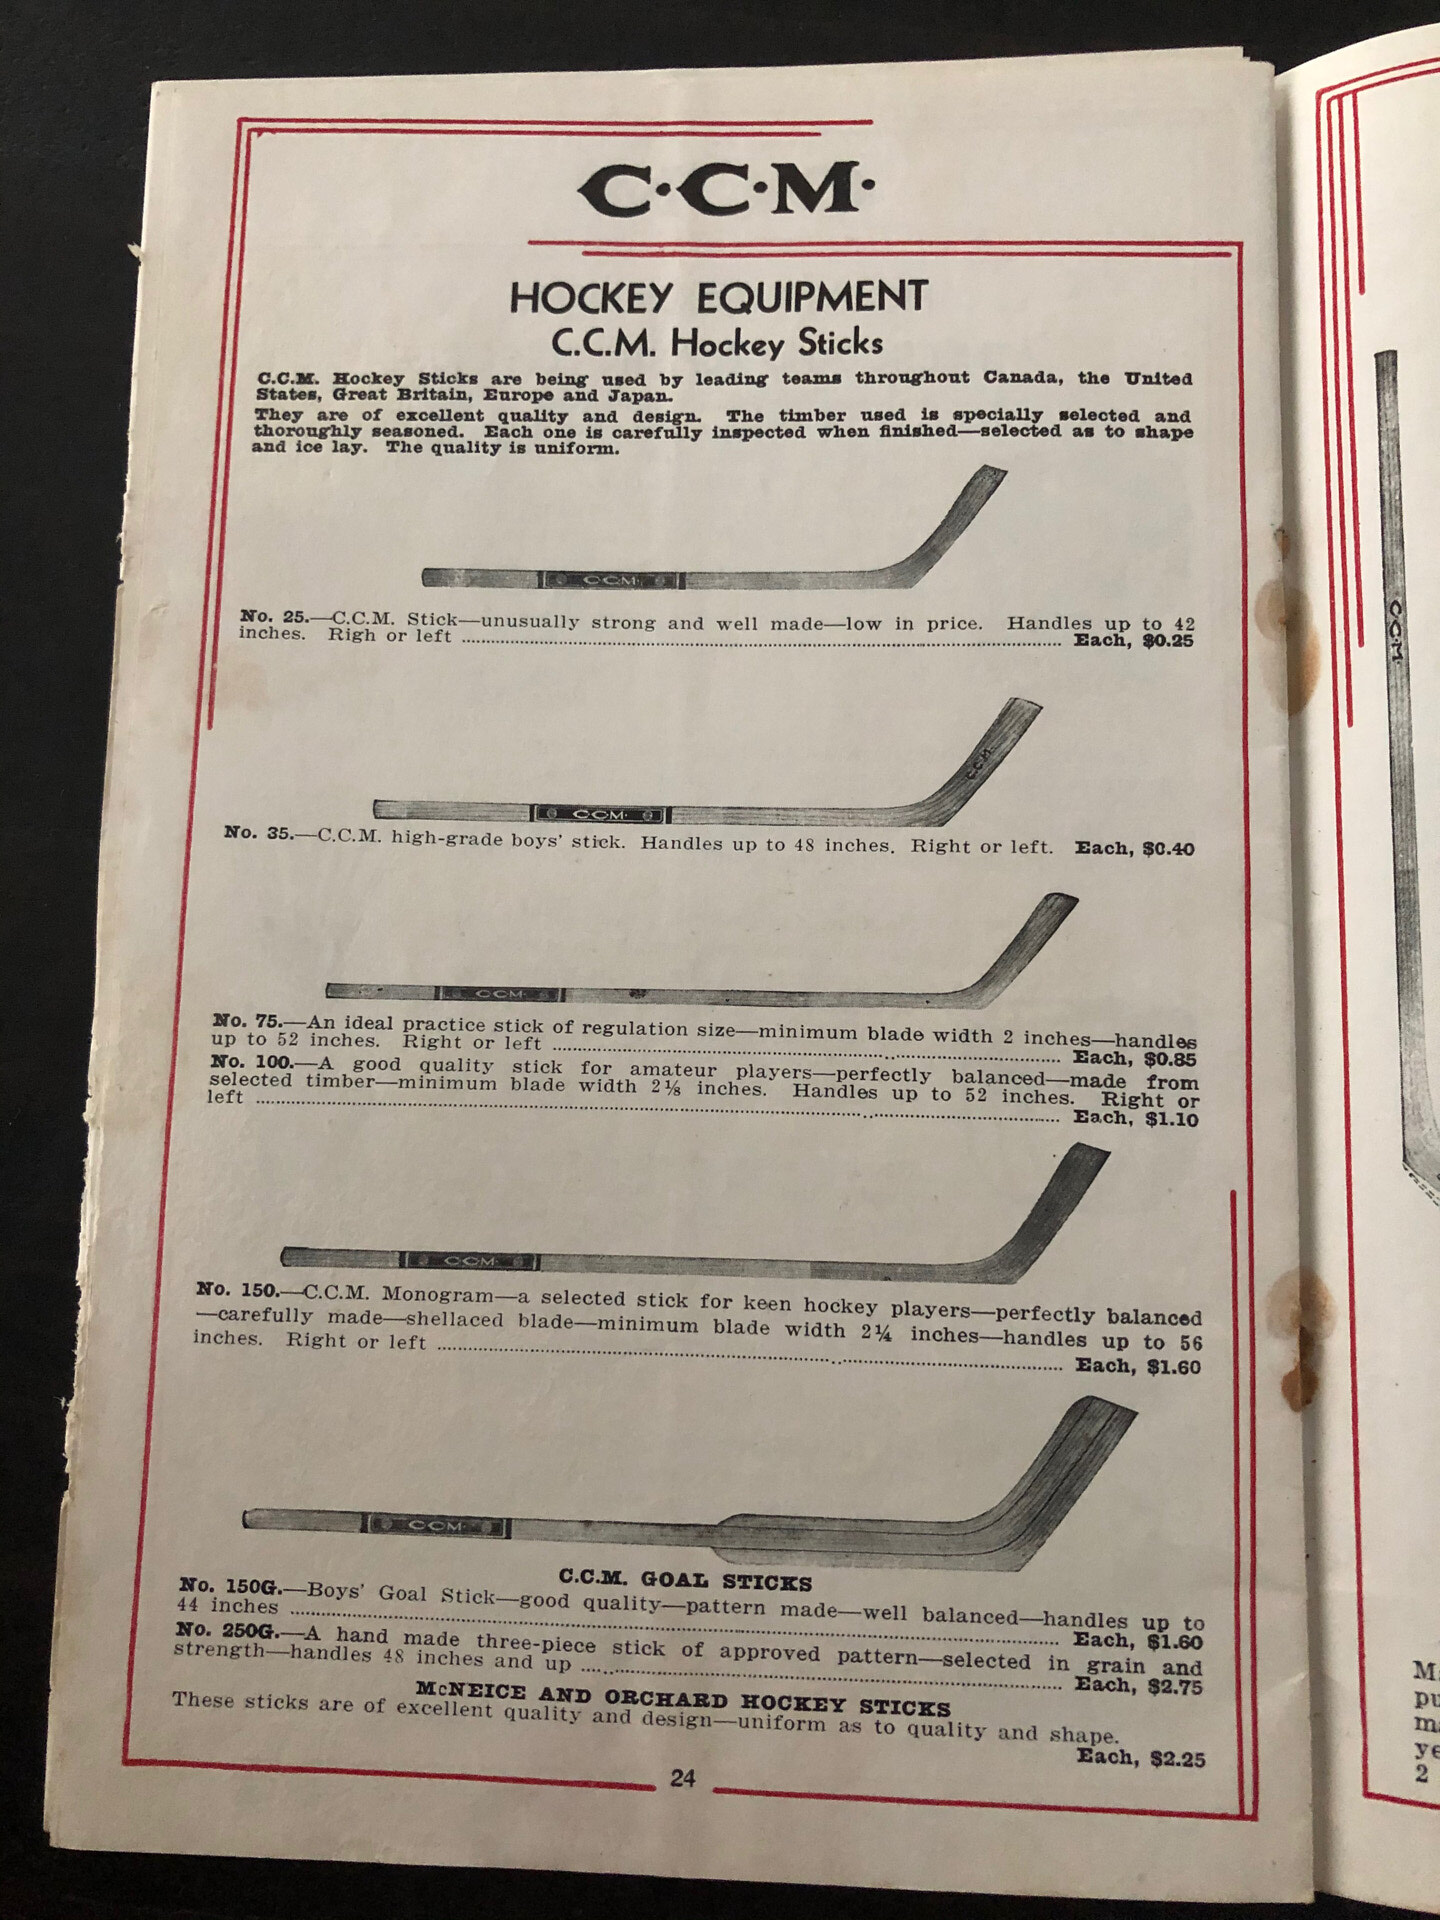 C·C·M·
HOCKEY EQUIPMENT
C.C.M. Hockey Sticks
C.C.M. Hockey Sticks are being used by leading teams throughout Canada, the United
States, Great Britain, Europe and Japan.
They are of excellent quality and design. The timber used is specially selected and
thoroughly seasoned. Each one is carefully inspected when finished—selected as to shape
and ice lay. The quality is uniform.
CCM
No. 25.—C.C.M. Stick—unusually strong and well made—low in price. Handles up to 42
inches. Righ or left ........ Each, $0.25
C.C.M.
CCM
No. 35.—C.C.M. high-grade boys' stick. Handles up to 48 inches. Right or left. Each, $0.40
CCM
No. 75.—An ideal practice stick of regulation size—minimum blade width 2 inches—handles
up to 52 inches. Right or left ........ Each, $0.85
No. 100.—A good quality stick for amateur players—perfectly balanced—made from
selected timber—minimum blade width 2⅛ inches. Handles up to 52 inches. Right or
left ........ Each, $1.10
CCM
No. 150.—C.C.M. Monogram—a selected stick for keen hockey players—perfectly balanced
—carefully made—shellaced blade—minimum blade width 2¼ inches—handles up to 56
inches. Right or left ........ Each, $1.60
CCM
C.C.M. GOAL STICKS
No. 150G.—Boys' Goal Stick—good quality—pattern made—well balanced—handles up to
44 inches ........ Each, $1.60
No. 250G.—A hand made three-piece stick of approved pattern—selected in grain and
strength—handles 48 inches and up ........ Each, $2.75
McNEICE AND ORCHARD HOCKEY STICKS
These sticks are of excellent quality and design—uniform as to quality and shape.
Each, $2.25
24
C·C·M·
2